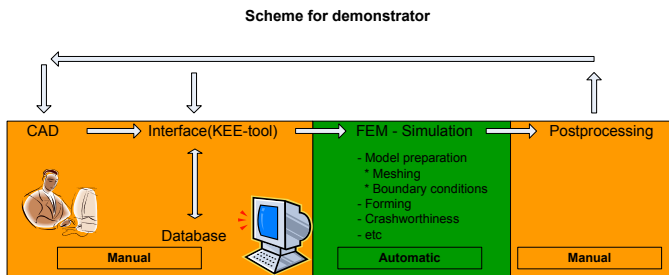 Scheme for demonstrator
CAD
Interface(KEE-tool)
FEM - Simulation
Postprocessing
- Model preparation
* Meshing
* Boundary conditions
- Forming
- Crashworthiness
- etc
Database
Manual
Automatic
Manual